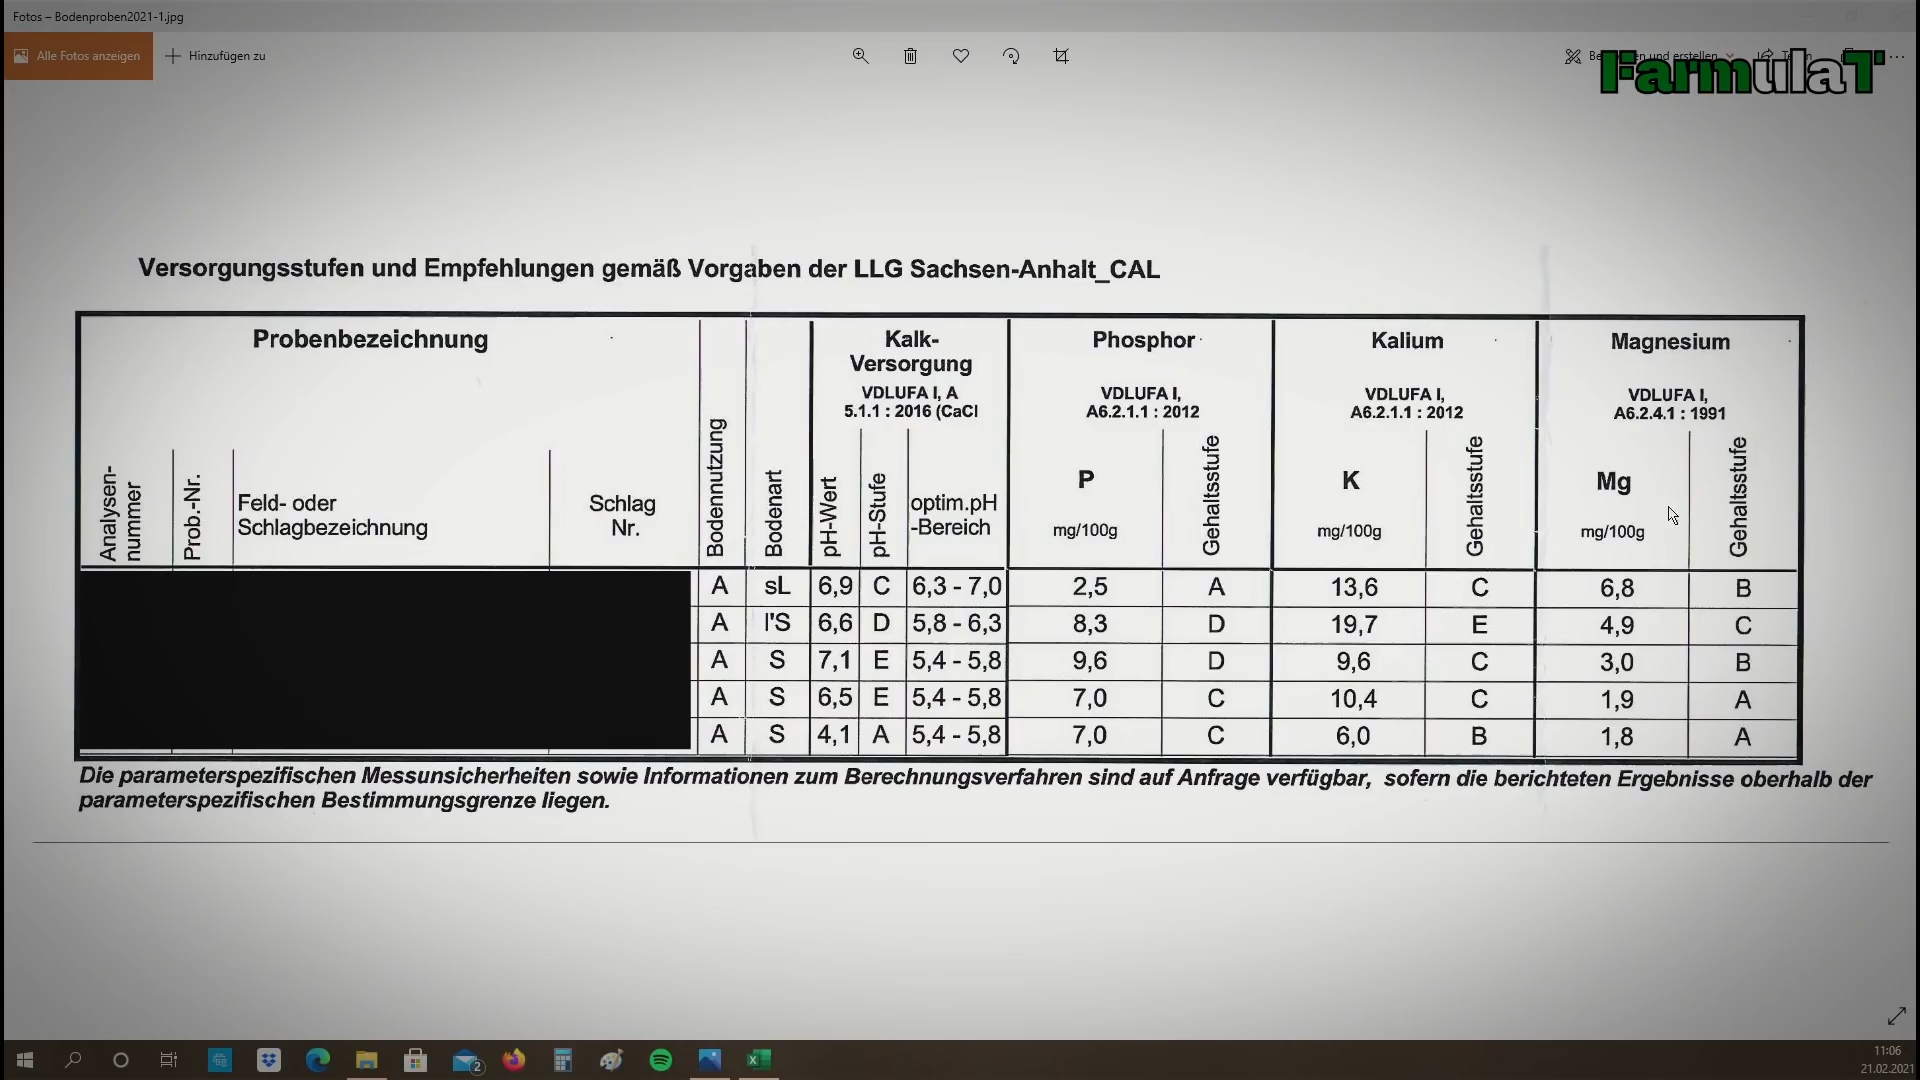 Fotos – Bodenproben2021-1.jpg
Alle Fotos anzeigen
Hinzufügen zu
und erstellen
FarmulaT
Versorgungsstufen und Empfehlungen gemäß Vorgaben der LLG Sachsen-Anhalt_CAL
Probenbezeichnung
Analysen-
nummer
Prob.-Nr.
Feld- oder
Schlagbezeichnung
Schlag
Nr.
Bodennutzung
Bodenart
Kalk-
Versorgung
VDLUFA I, A
5.1.1 : 2016 (CaCl
pH-Wert
pH-Stufe
optim.pH
-Bereich
Phosphor
VDLUFA I,
A6.2.1.1 : 2012
P
mg/100g
Gehaltsstufe
Kalium
VDLUFA I,
A6.2.1.1 : 2012
K
mg/100g
Gehaltsstufe
Magnesium
VDLUFA I,
A6.2.4.1 : 1991
Mg
mg/100g
Gehaltsstufe
A sL 6,9 C 6,3 - 7,0 2,5 A 13,6 C 6,8 B
A l'S 6,6 D 5,8 - 6,3 8,3 D 19,7 E 4,9 C
A S 7,1 E 5,4 - 5,8 9,6 D 9,6 C 3,0 B
A S 6,5 E 5,4 - 5,8 7,0 C 10,4 C 1,9 A
A S 4,1 A 5,4 - 5,8 7,0 C 6,0 B 1,8 A
Die parameterspezifischen Messunsicherheiten sowie Informationen zum Berechnungsverfahren sind auf Anfrage verfügbar, sofern die berichteten Ergebnisse oberhalb der
parameterspezifischen Bestimmungsgrenze liegen.
2
11:06
21.02.2021